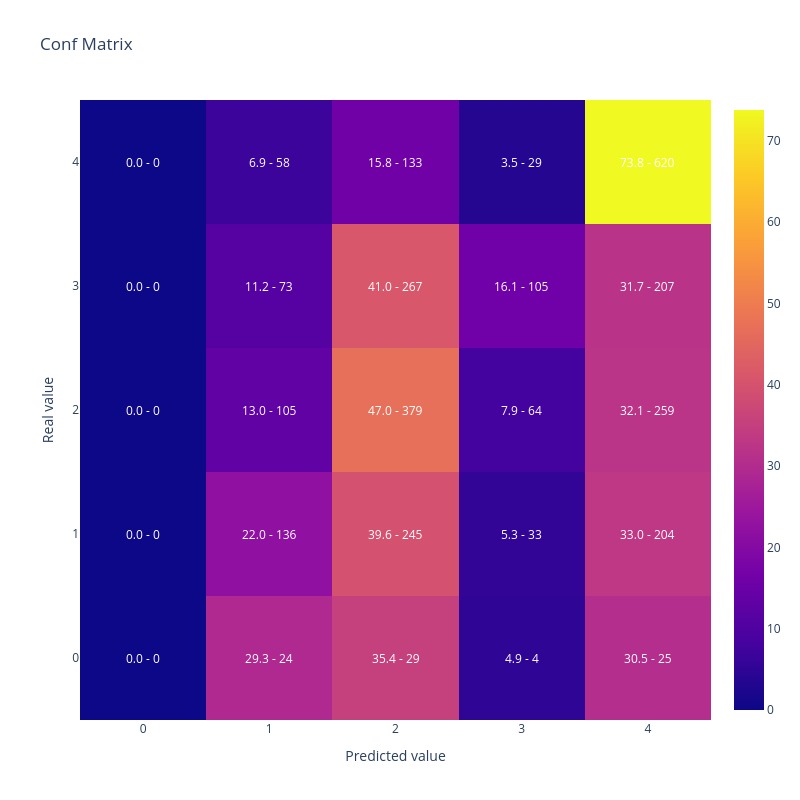 Conf Matrix
4
0.0 - 0
6.9 - 58
15.8 - 133
3.5 - 29
73.8 - 620
3
0.0 - 0
11.2 - 73
41.0 - 267
16.1 - 105
31.7 - 207
2
0.0 - 0
13.0 - 105
47.0 - 379
7.9 - 64
32.1 - 259
1
0.0 - 0
22.0 - 136
39.6 - 245
5.3 - 33
33.0 - 204
0
0.0 - 0
29.3 - 24
35.4 - 29
4.9 - 4
30.5 - 25
0
1
2
3
4
Real value
Predicted value
70
60
50
40
30
20
10
0